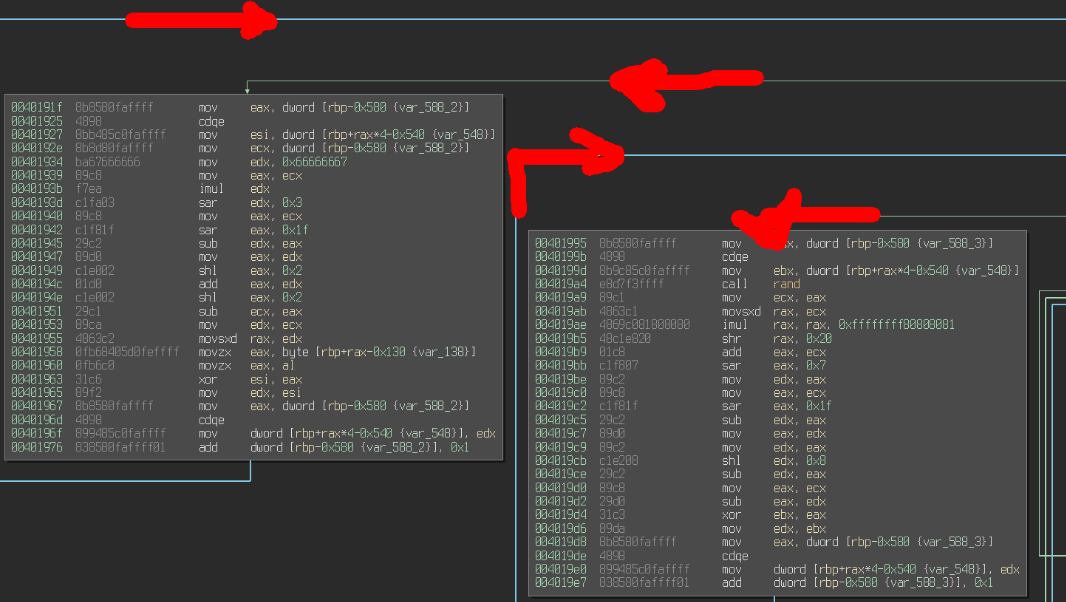 0040191f 8b8580faffff mov eax, dword [rbp-0x580 {var_588_2}]
00401925 4898 cdqe
00401927 8bb485c0faffff mov esi, dword [rbp+rax*4-0x540 {var_548}]
0040192e 8b8d80faffff mov ecx, dword [rbp-0x580 {var_588_2}]
00401934 ba67666666 mov edx, 0x66666667
00401939 89c8 mov eax, ecx
0040193b f7ea imul edx
0040193d c1fa03 sar edx, 0x3
00401940 89c8 mov eax, ecx
00401942 c1f81f sar eax, 0x1f
00401945 29c2 sub edx, eax
00401947 89d0 mov eax, edx
00401949 c1e002 shl eax, 0x2
0040194c 01d0 add eax, edx
0040194e c1e002 shl eax, 0x2
00401951 29c1 sub ecx, eax
00401953 89ca mov edx, ecx
00401955 4863c2 movsxd rax, edx
00401958 0fb68405d0feffff movzx eax, byte [rbp+rax-0x130 {var_138}]
00401960 0fb6c0 movzx eax, al
00401963 31c6 xor esi, eax
00401965 89f2 mov edx, esi
00401967 8b8580faffff mov eax, dword [rbp-0x580 {var_588_2}]
0040196d 4898 cdqe
0040196f 899485c0faffff mov dword [rbp+rax*4-0x540 {var_548}], edx
00401976 838580faffff01 add dword [rbp-0x580 {var_588_2}], 0x1
00401995 8b8580faffff mov dword [rbp-0x580 {var_588_3}]
0040199b 4898 cdqe
0040199d 8b9c85c0faffff mov ebx, dword [rbp+rax*4-0x540 {var_548}]
004019a4 e8d7f3ffff call rand
004019a9 89c1 mov ecx, eax
004019ab 4863c1 movsxd rax, ecx
004019ae 4869c081808080 imul rax, rax, 0xffffffff80808081
004019b5 48c1e820 shr rax, 0x20
004019b9 01c8 add eax, ecx
004019bb c1f807 sar eax, 0x7
004019be 89c2 mov edx, eax
004019c0 89c8 mov eax, ecx
004019c2 c1f81f sar eax, 0x1f
004019c5 29c2 sub edx, eax
004019c7 89d0 mov eax, edx
004019c9 89c2 mov edx, eax
004019cb c1e208 shl edx, 0x8
004019ce 29c2 sub edx, eax
004019d0 89c8 mov eax, ecx
004019d2 29d0 sub eax, edx
004019d4 31c3 xor ebx, eax
004019d6 89da mov edx, ebx
004019d8 8b8580faffff mov eax, dword [rbp-0x580 {var_588_3}]
004019de 4898 cdqe
004019e0 899485c0faffff mov dword [rbp+rax*4-0x540 {var_548}], edx
004019e7 838580faffff01 add dword [rbp-0x580 {var_588_3}], 0x1